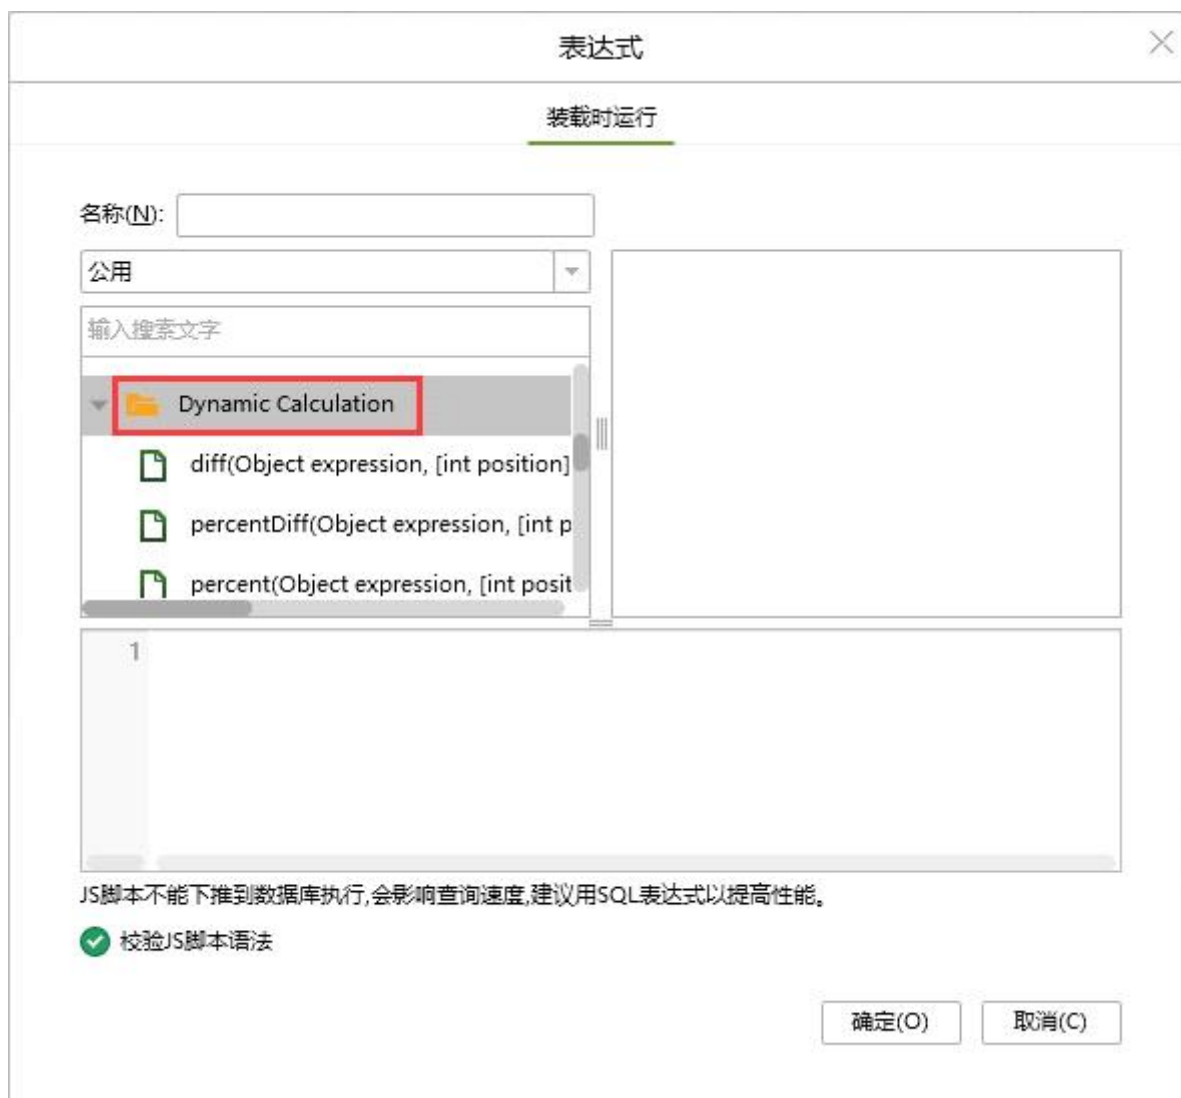 表达式
装载时运行
名称(N):
公用
输入搜索文字
Dynamic Calculation
diff(Object expression, [int position]
percentDiff(Object expression, [int p
percent(Object expression, [int posit
1
JS脚本不能下推到数据库执行,会影响查询速度,建议用SQL表达式以提高性能。
校验JS脚本语法
确定(O)
取消(C)